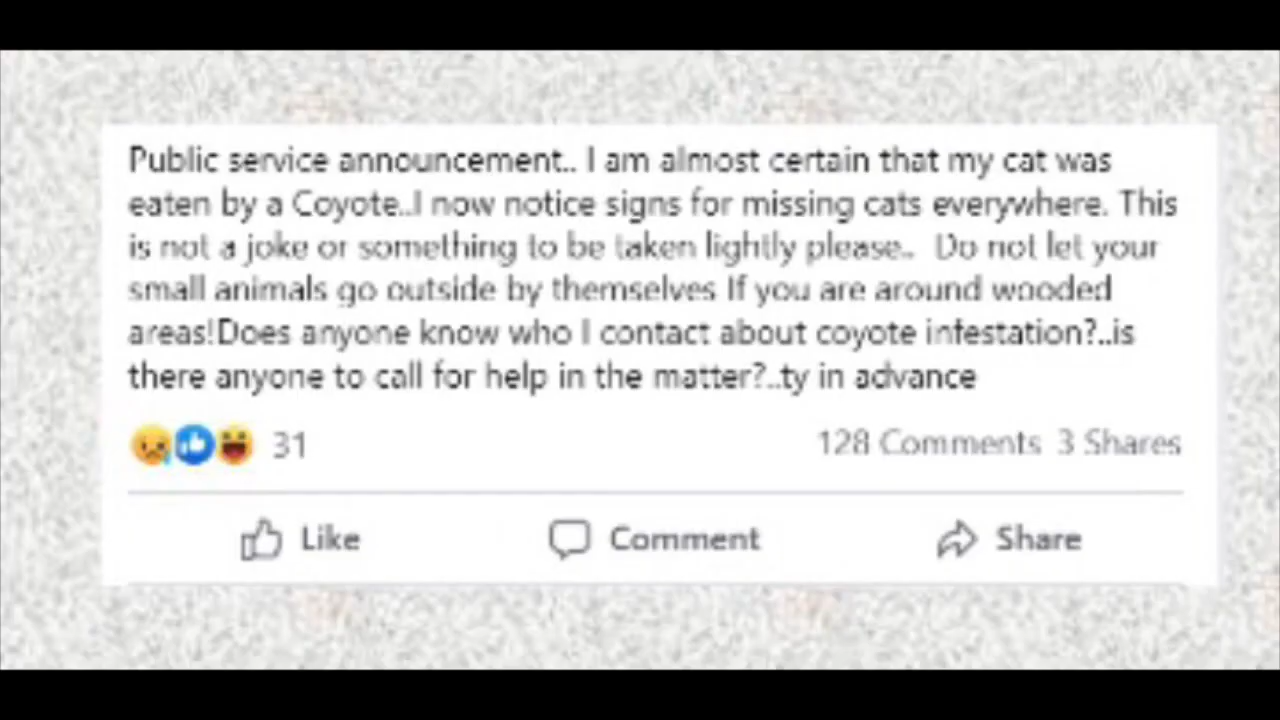 Public service announcement.. I am almost certain that my cat was
eaten by a Coyote..I now notice signs for missing cats everywhere. This
is not a joke or something to be taken lightly please..  Do not let your
small animals go outside by themselves If you are around wooded
areas!Does anyone know who I contact about coyote infestation?..is
there anyone to call for help in the matter?..ty in advance
31 128 Comments 3 Shares
Like Comment Share